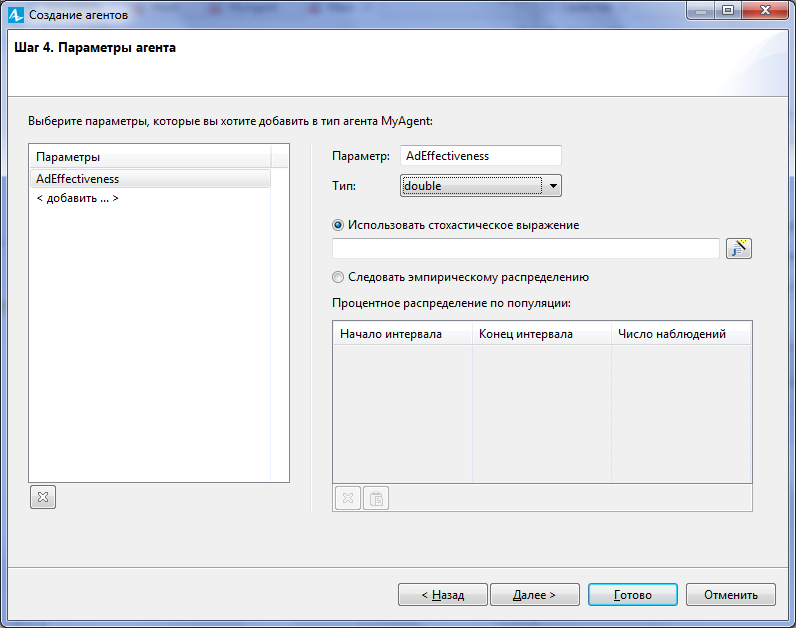 Создание агентов
Шаг 4. Параметры агента
Выберите параметры, которые вы хотите добавить в тип агента MyAgent:
Параметры
AdEffectiveness
< добавить ... >
Параметр: AdEffectiveness
Тип: double
Использовать стохастическое выражение
Следовать эмпирическому распределению
Процентное распределение по популяции:
Начало интервала Конец интервала Число наблюдений
< Назад Далее > Готово Отменить